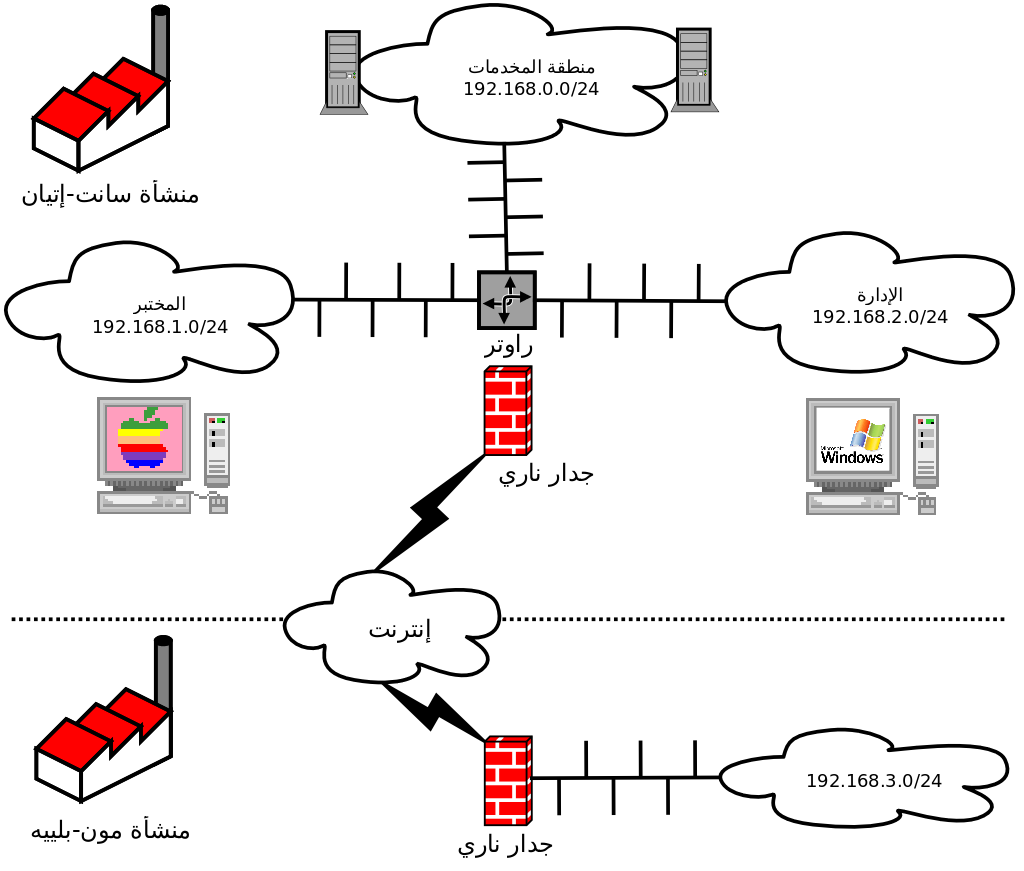 منطقة المخدمات
192.168.0.0/24
منشأة سانت-إتيان
المختبر
192.168.1.0/24
الإدارة
192.168.2.0/24
راوتر
Microsoft
Windows
جدار ناري
إنترنت
192.168.3.0/24
منشأة مون-بلييه
جدار ناري